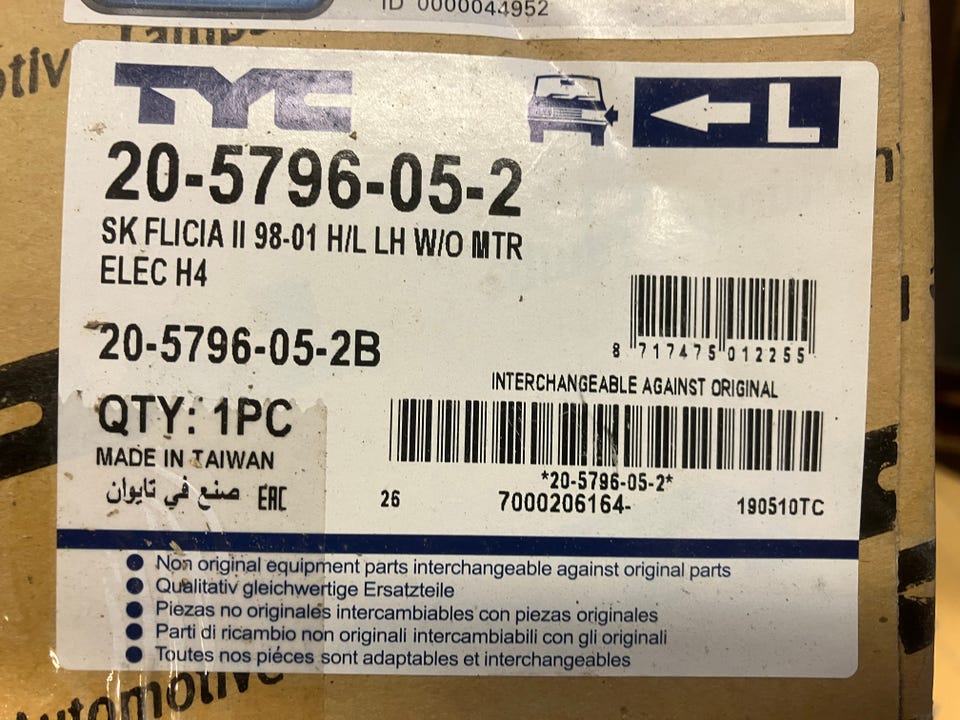 ID 0000044952
TYC
L
20-5796-05-2
SK FLICIA II 98-01 H/L LH W/O MTR
ELEC H4
20-5796-05-2B
8 717475 012255
INTERCHANGEABLE AGAINST ORIGINAL
QTY: 1PC
MADE IN TAIWAN
صنع في تايوان EAC
*20-5796-05-2*
26 7000206164- 190510TC
Non original equipment parts interchangeable against original parts
Qualitativ gleichwertige Ersatzteile
Piezas no originales intercambiables con piezas originales
Parti di ricambio non originali intercambiabili con gli originali
Toutes nos piéces sont adaptables et interchangeables
Automotive